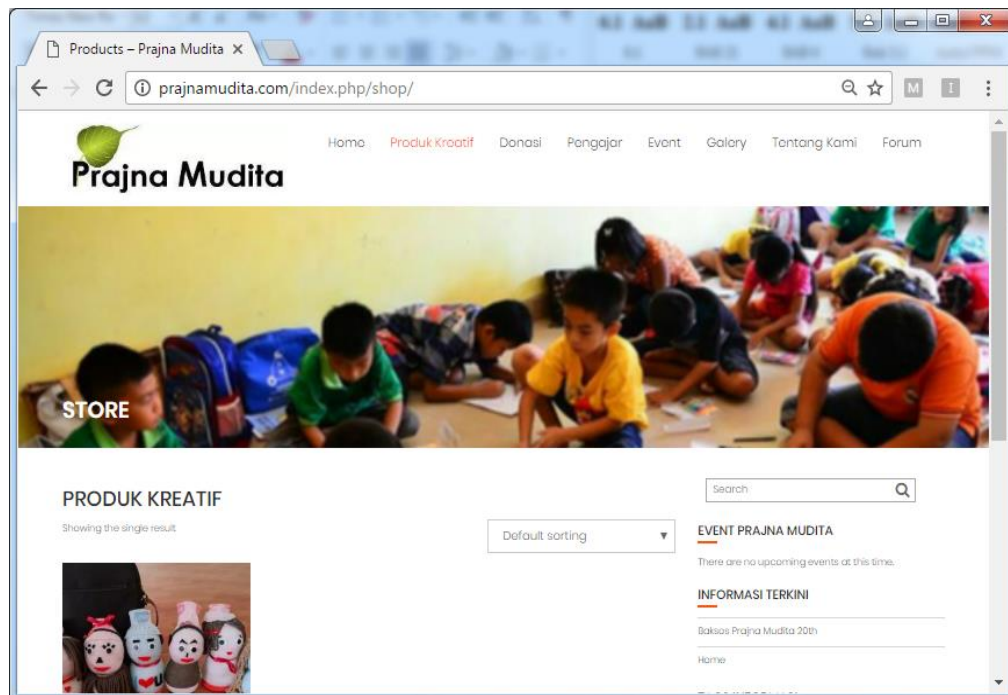 Products – Prajna Mudita
prajnamudita.com/index.php/shop/
M I
Prajna Mudita
Home Produk Kreatif Donasi Pengajar Event Galery Tentang Kami Forum
STORE
PRODUK KREATIF
Showing the single result
Default sorting
Search
EVENT PRAJNA MUDITA
There are no upcoming events at this time.
INFORMASI TERKINI
Baksos Prajna Mudita 20th
Home